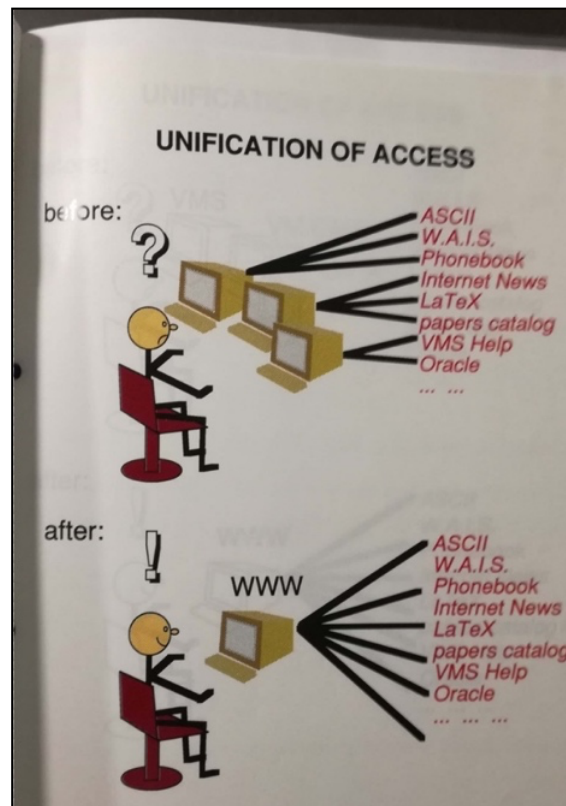 UNIFICATION OF ACCESS
before:
?
ASCII
W.A.I.S.
Phonebook
Internet News
LaTeX
papers catalog
VMS Help
Oracle
... ...
after:
!
WWW
ASCII
W.A.I.S.
Phonebook
Internet News
LaTeX
papers catalog
VMS Help
Oracle
... ... ...